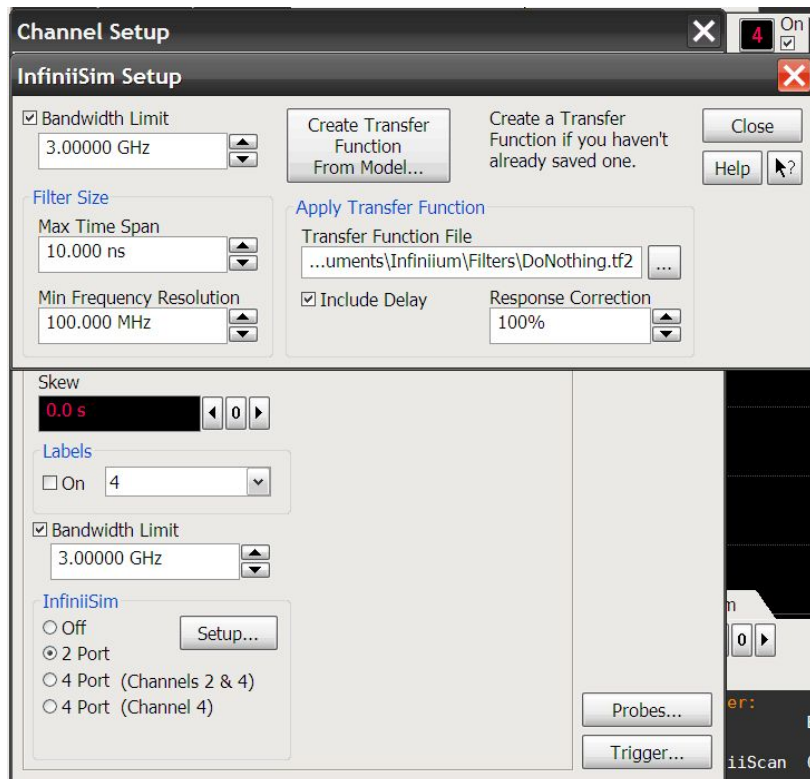 Channel Setup
4 On
InfiniiSim Setup
Bandwidth Limit
3.00000 GHz
Create Transfer
Function
From Model...
Create a Transfer
Function if you haven't
already saved one.
Close
Help
?
Filter Size
Max Time Span
10.000 ns
Min Frequency Resolution
100.000 MHz
Apply Transfer Function
Transfer Function File
...uments\Infiniium\Filters\DoNothing.tf2
...
Include Delay
Response Correction
100%
Skew
0.0 s
0
Labels
On
4
Bandwidth Limit
3.00000 GHz
InfiniiSim
Off
Setup...
2 Port
4 Port (Channels 2 & 4)
4 Port (Channel 4)
0
Probes...
Trigger...
er:
iiScan